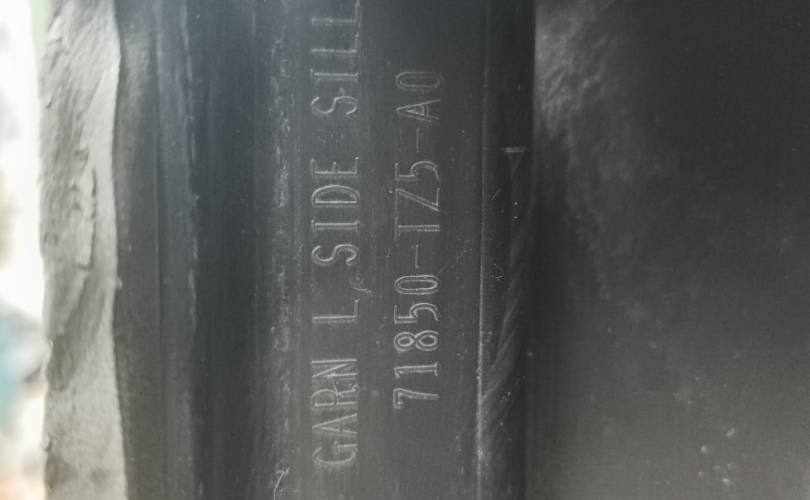 GARN L, SIDE SILL
71850-TZ5-A0